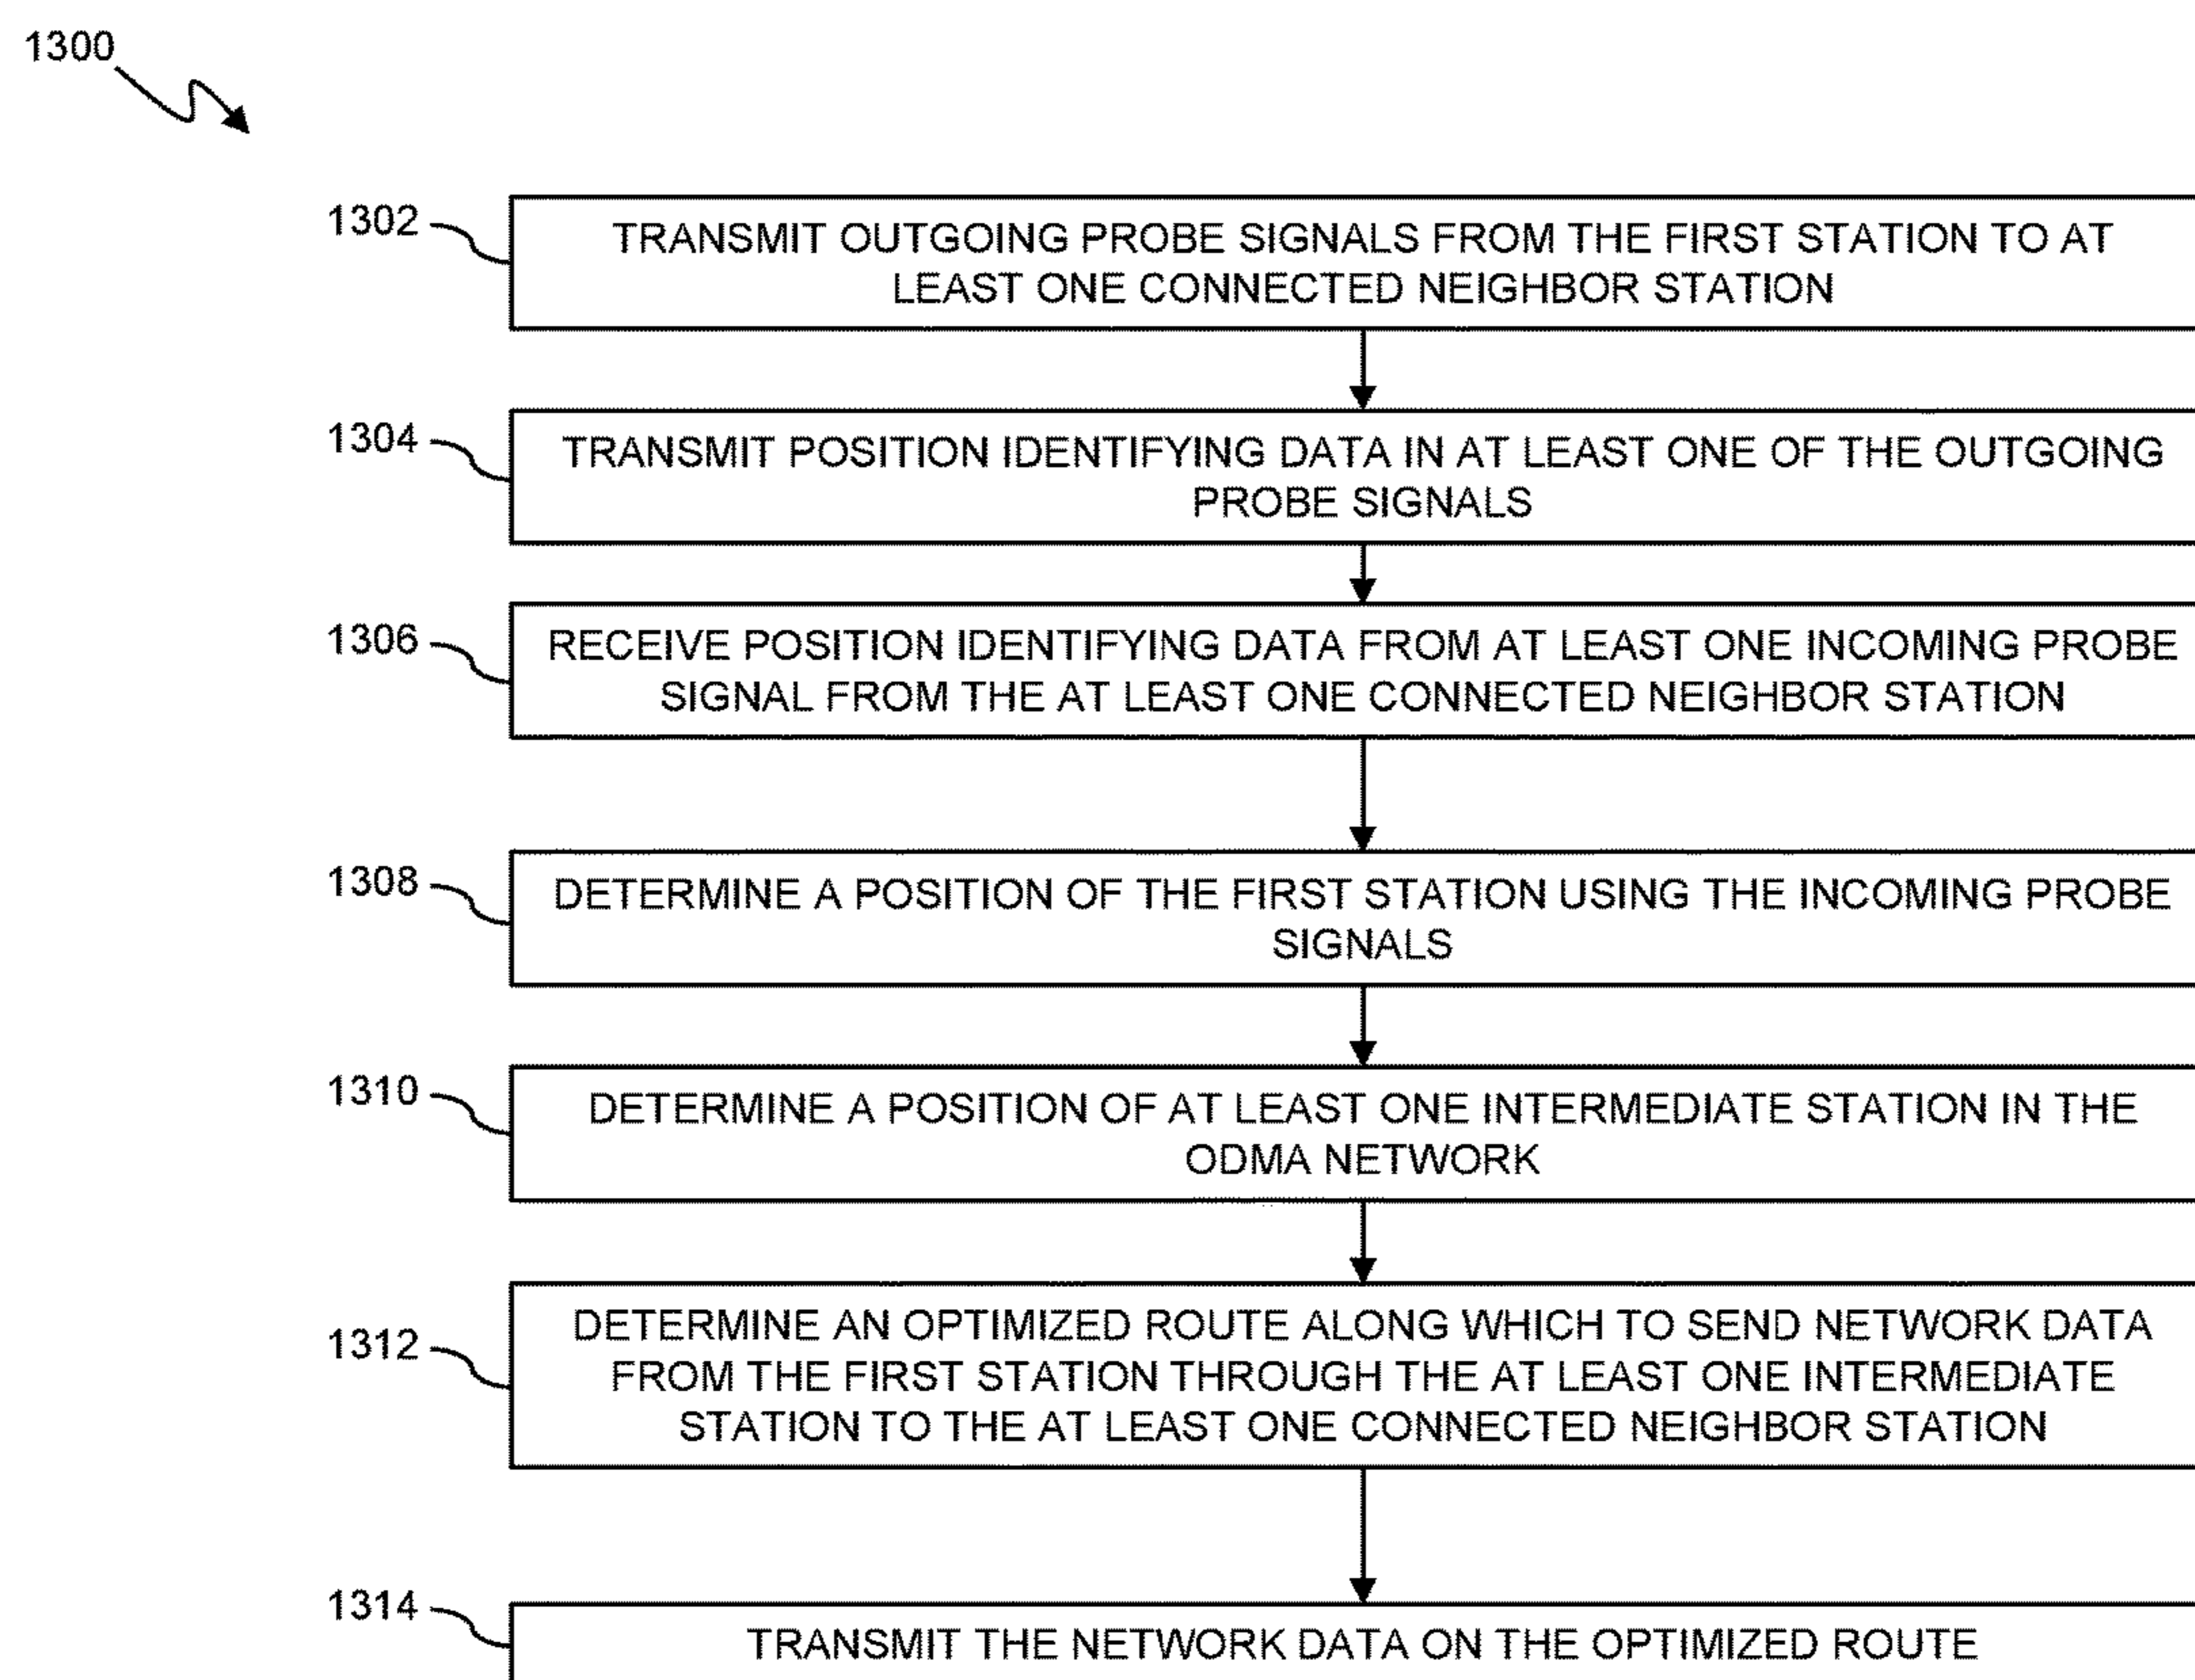 1300
1302
TRANSMIT OUTGOING PROBE SIGNALS FROM THE FIRST STATION TO AT
LEAST ONE CONNECTED NEIGHBOR STATION
1304
TRANSMIT POSITION IDENTIFYING DATA IN AT LEAST ONE OF THE OUTGOING
PROBE SIGNALS
1306
RECEIVE POSITION IDENTIFYING DATA FROM AT LEAST ONE INCOMING PROBE
SIGNAL FROM THE AT LEAST ONE CONNECTED NEIGHBOR STATION
1308
DETERMINE A POSITION OF THE FIRST STATION USING THE INCOMING PROBE
SIGNALS
1310
DETERMINE A POSITION OF AT LEAST ONE INTERMEDIATE STATION IN THE
ODMA NETWORK
1312
DETERMINE AN OPTIMIZED ROUTE ALONG WHICH TO SEND NETWORK DATA
FROM THE FIRST STATION THROUGH THE AT LEAST ONE INTERMEDIATE
STATION TO THE AT LEAST ONE CONNECTED NEIGHBOR STATION
1314
TRANSMIT THE NETWORK DATA ON THE OPTIMIZED ROUTE